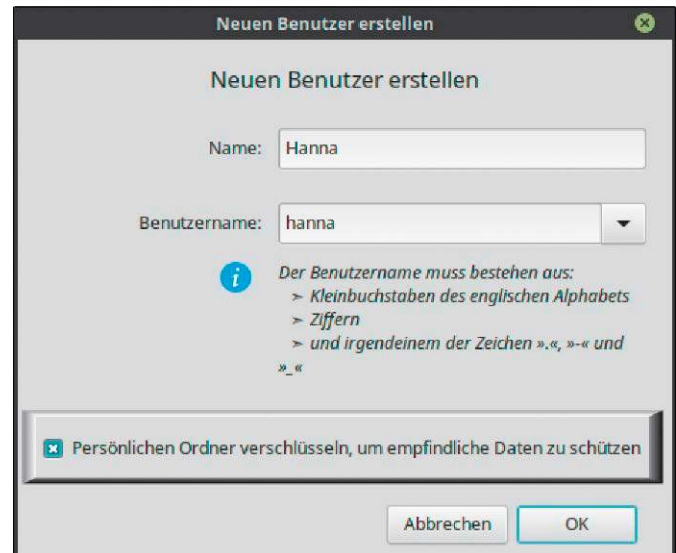 Neuen Benutzer erstellen
Neuen Benutzer erstellen
Name: Hanna
Benutzername: hanna
i Der Benutzername muss bestehen aus:
➢ Kleinbuchstaben des englischen Alphabets
➢ Ziffern
➢ und irgendeinem der Zeichen ».«, »-« und
»_«
Persönlichen Ordner verschlüsseln, um empfindliche Daten zu schützen
Abbrechen OK